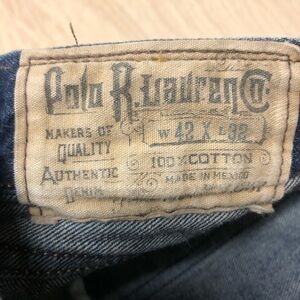 Polo R. Lauren Co.
MAKERS OF
QUALITY
AUTHENTIC
DENIM
W 42 X L 32
100% COTTON
MADE IN MEXICO